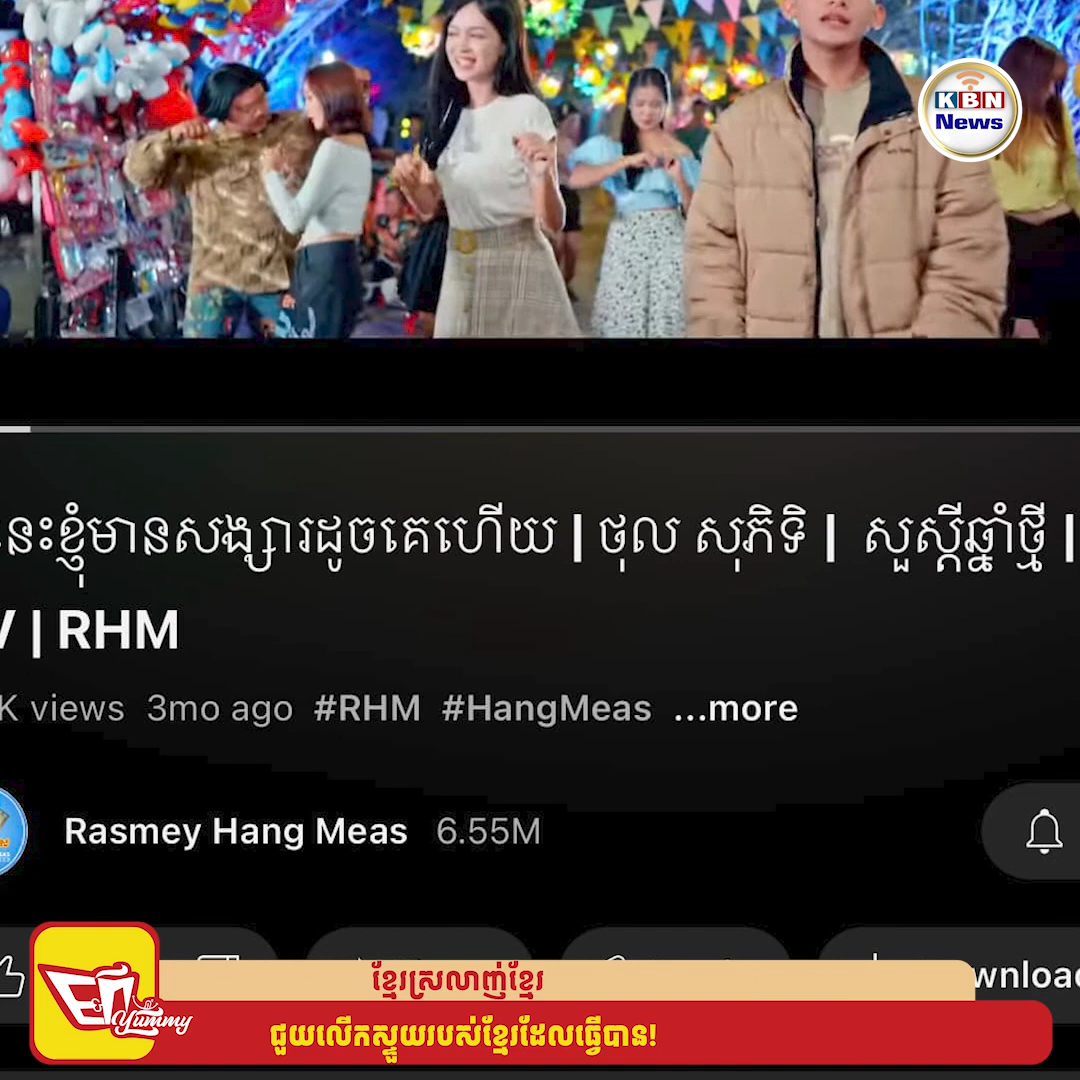 KBN
News
នេះខ្ញុំមានសង្សារដូចគេហើយ | ថុល សុភិទិ | សួស្តីឆ្នាំថ្មី |
V | RHM
K views 3mo ago #RHM #HangMeas ...more
Rasmey Hang Meas 6.55M
wnload
ខ្មែរស្រលាញ់ខ្មែរ
Yummy
ជួយលើកស្ទួយរបស់ខ្មែរដែលធ្វើបាន!